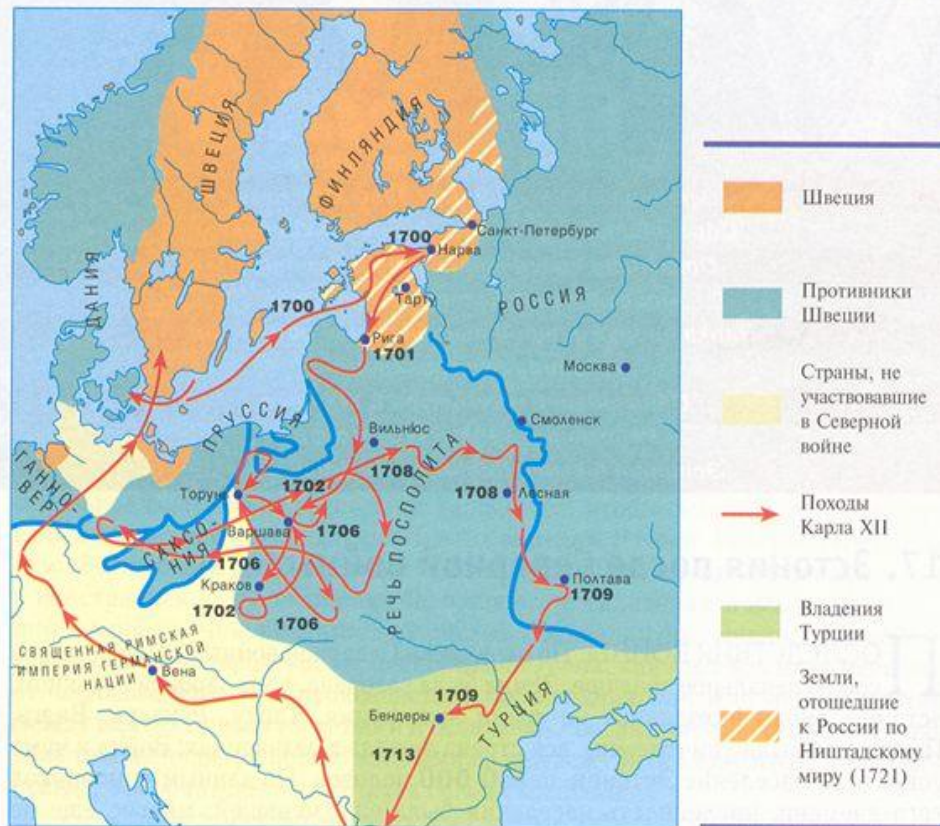 ШВЕЦИЯ
ФИНЛЯНДИЯ
1700
Санкт-Петербург
Нарва
ДАНИЯ
1700
Тарту
РОССИЯ
Рига
1701
Москва
ПРУССИЯ
Вильнюс
Смоленск
ГАННО-
ВЕР
Торунь
1702
1708
1708
Лесная
РЕЧЬ ПОСПОЛИТА
Варшава
1706
САКСО-
НИЯ
1706
Краков
1702
1706
Полтава
1709
СВЯЩЕННАЯ РИМСКАЯ
ИМПЕРИЯ ГЕРМАНСКОЙ
НАЦИИ
Вена
1709
Бендеры
ТУРЦИЯ
1713
Швеция
Противники
Швеции
Страны, не
участвовавшие
в Северной
войне
Походы
Карла XII
Владения
Турции
Земли,
отошедшие
к России по
Ништадскому
миру (1721)